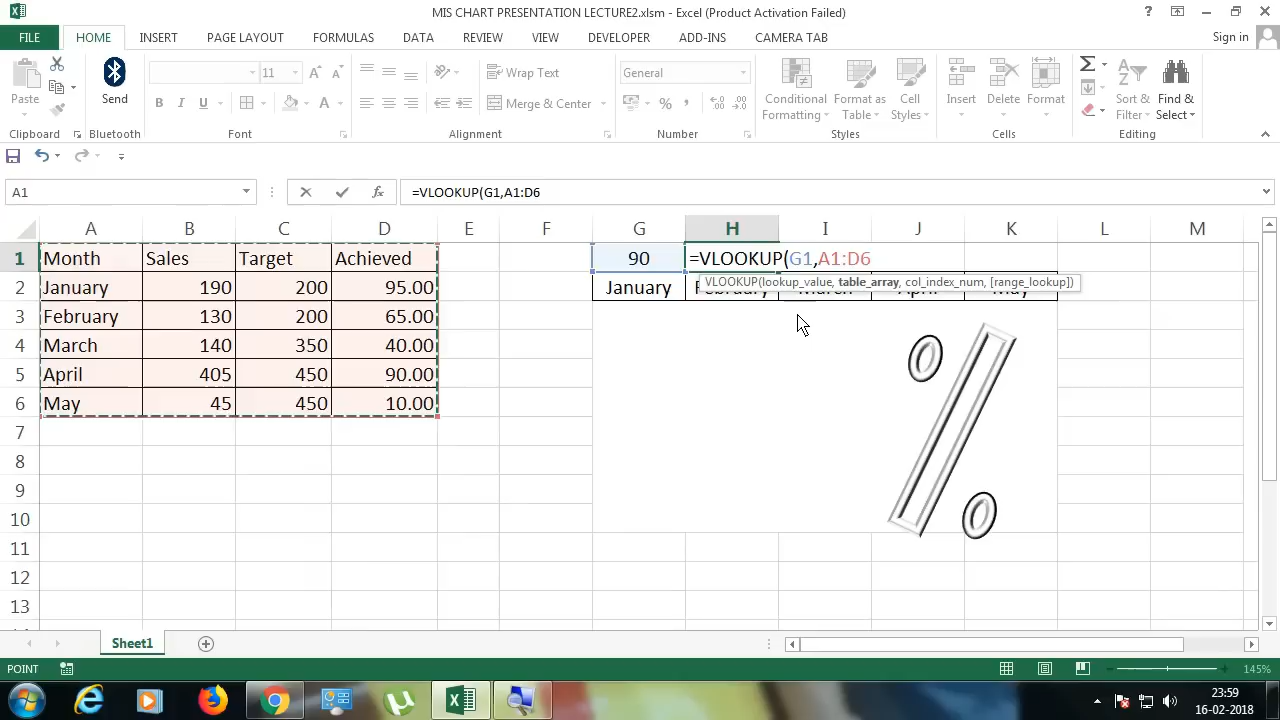 MIS CHART PRESENTATION LECTURE2.xlsm - Excel (Product Activation Failed)
FILE HOME INSERT PAGE LAYOUT FORMULAS DATA REVIEW VIEW DEVELOPER ADD-INS CAMERA TAB Sign in
11 Wrap Text General
Paste Send Merge & Center Conditional Formatting Format as Table Cell Styles Insert Delete Format Sort & Filter Find & Select
Clipboard Bluetooth Font Alignment Number Styles Cells Editing
A1 =VLOOKUP(G1,A1:D6
A B C D E F G H I J K L M
1 Month Sales Target Achieved 90 =VLOOKUP(G1,A1:D6
VLOOKUP(lookup_value, table_array, col_index_num, [range_lookup])
2 January 190 200 95.00 January February March April May
3 February 130 200 65.00
4 March 140 350 40.00
5 April 405 450 90.00
6 May 45 450 10.00
7
8
9
10
11
12
13
%
Sheet1
POINT 145%
23:59
16-02-2018